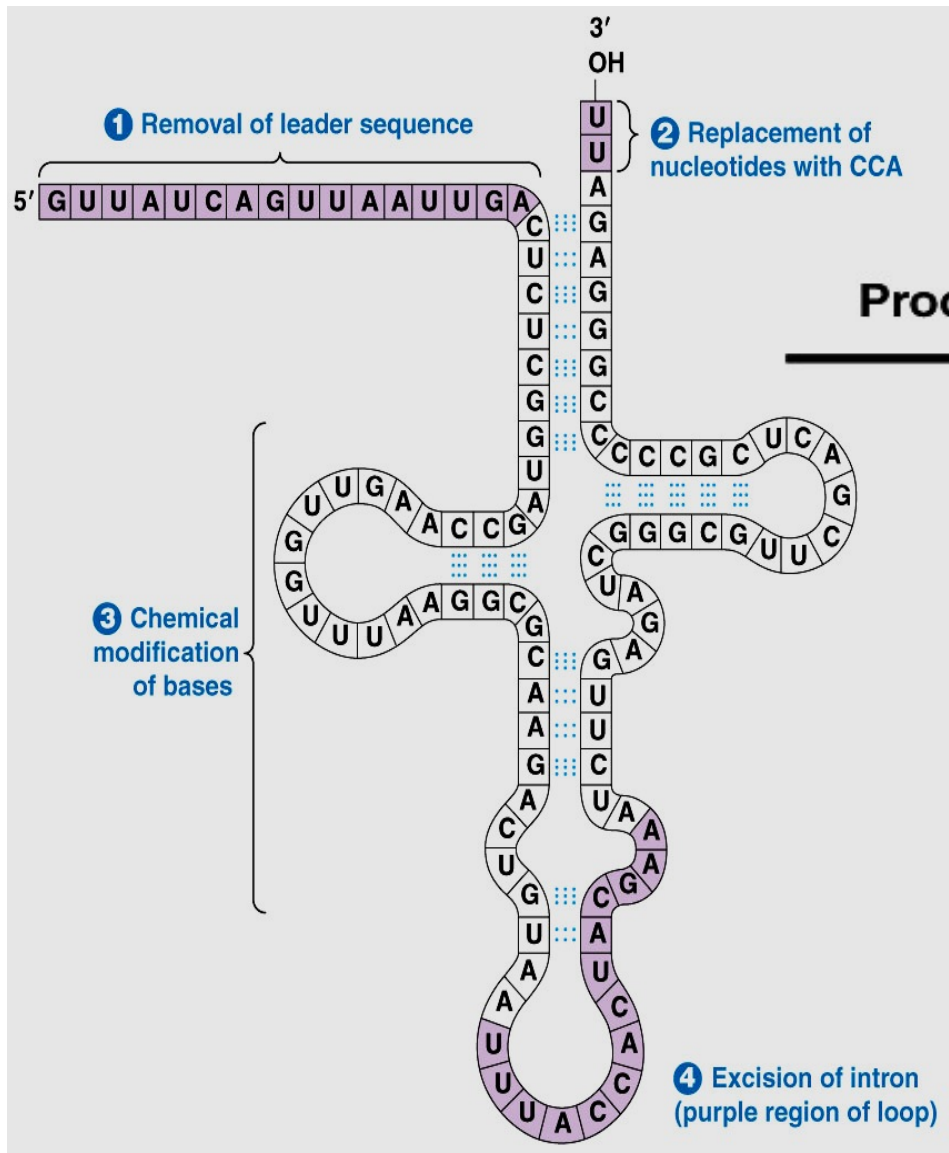 3′
OH
1 Removal of leader sequence
2 Replacement of
nucleotides with CCA
5′ G U U A U C A G U U A A U U G A
C U C U C G G U A
G C C A A G U U G G U U U A A G G C G
C A A G A C U G U A A
U U U A C C A C U A C G A A
A U C U U G A G A U C
G G G C G U U C G A C U C G C C C
C C G G G A G A U U
Proc
3 Chemical
modification
of bases
4 Excision of intron
(purple region of loop)